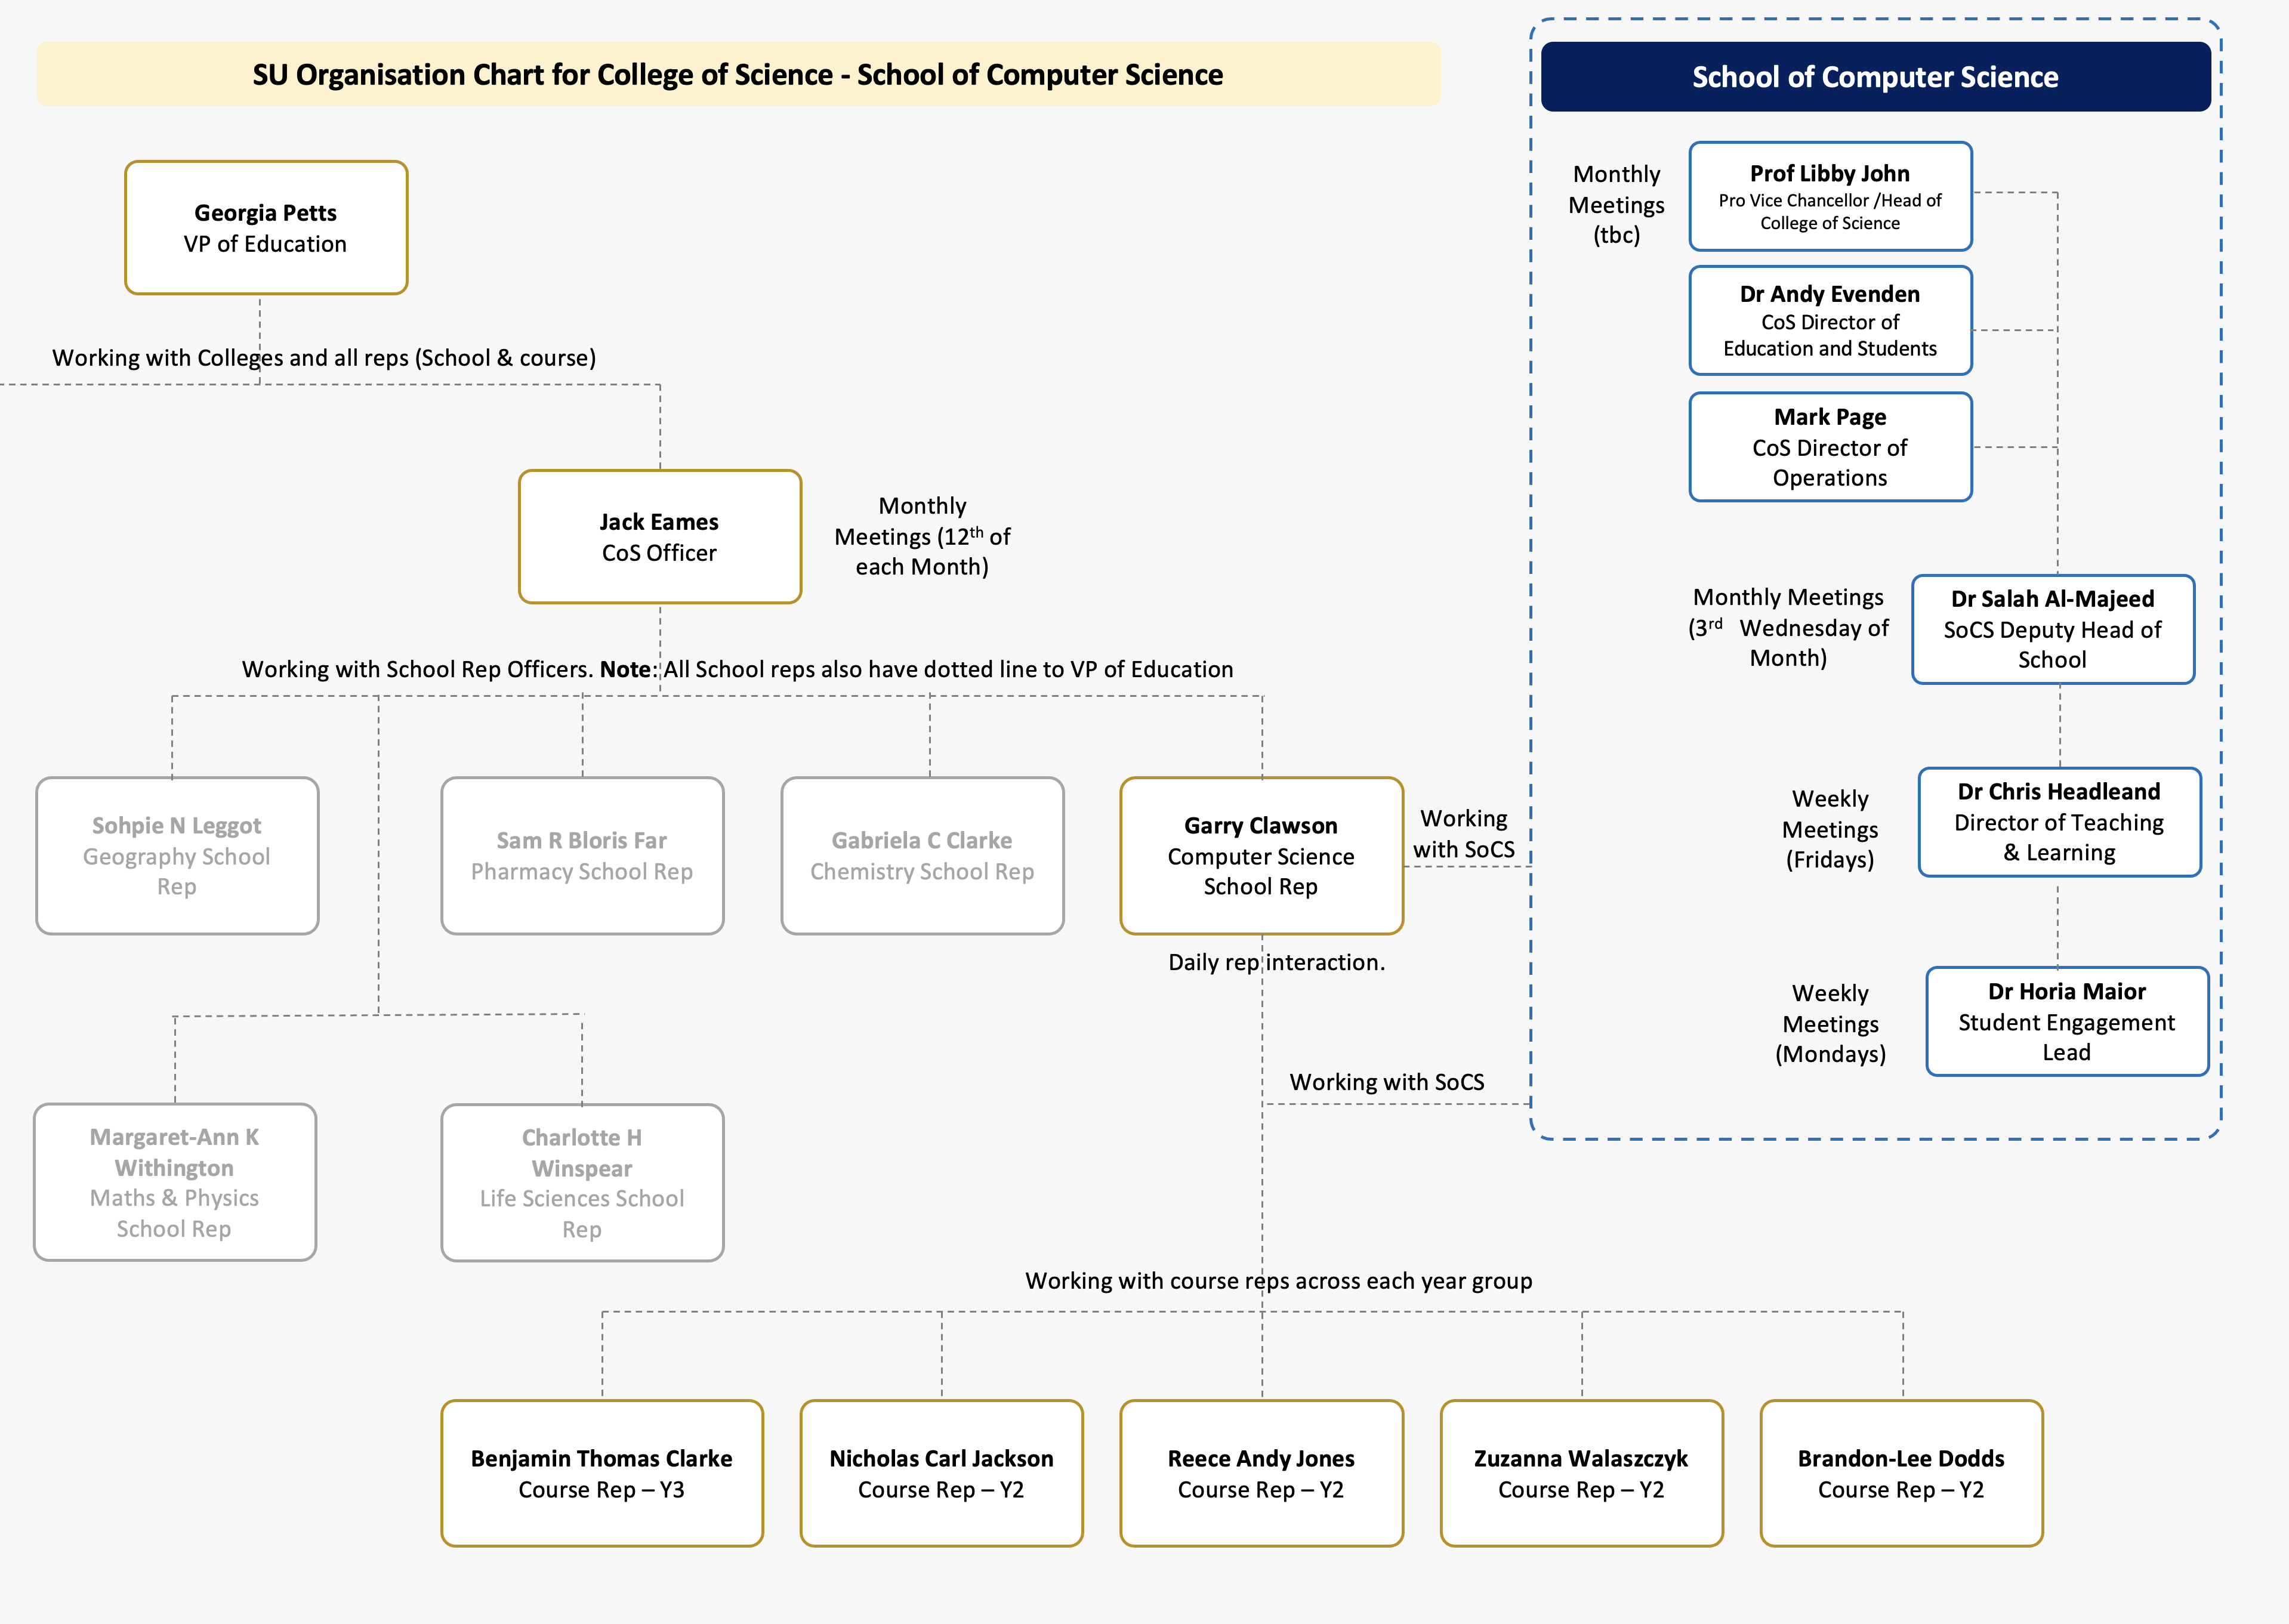 SU Organisation Chart for College of Science - School of Computer Science
Georgia Petts
VP of Education
Working with Colleges and all reps (School & course)
Jack Eames
CoS Officer
Monthly
Meetings (12th of
each Month)
Working with School Rep Officers. Note: All School reps also have dotted line to VP of Education
Sohpie N Leggot
Geography School
Rep
Sam R Bloris Far
Pharmacy School Rep
Gabriela C Clarke
Chemistry School Rep
Garry Clawson
Computer Science
School Rep
Working
with SoCS
Daily rep interaction.
Working with SoCS
Margaret-Ann K
Withington
Maths & Physics
School Rep
Charlotte H
Winspear
Life Sciences School
Rep
Working with course reps across each year group
Benjamin Thomas Clarke
Course Rep – Y3
Nicholas Carl Jackson
Course Rep – Y2
Reece Andy Jones
Course Rep – Y2
Zuzanna Walaszczyk
Course Rep – Y2
Brandon-Lee Dodds
Course Rep – Y2
School of Computer Science
Monthly
Meetings
(tbc)
Prof Libby John
Pro Vice Chancellor /Head of
College of Science
Dr Andy Evenden
CoS Director of
Education and Students
Mark Page
CoS Director of
Operations
Monthly Meetings
(3rd Wednesday of
Month)
Dr Salah Al-Majeed
SoCS Deputy Head of
School
Weekly
Meetings
(Fridays)
Dr Chris Headleand
Director of Teaching
& Learning
Weekly
Meetings
(Mondays)
Dr Horia Maior
Student Engagement
Lead